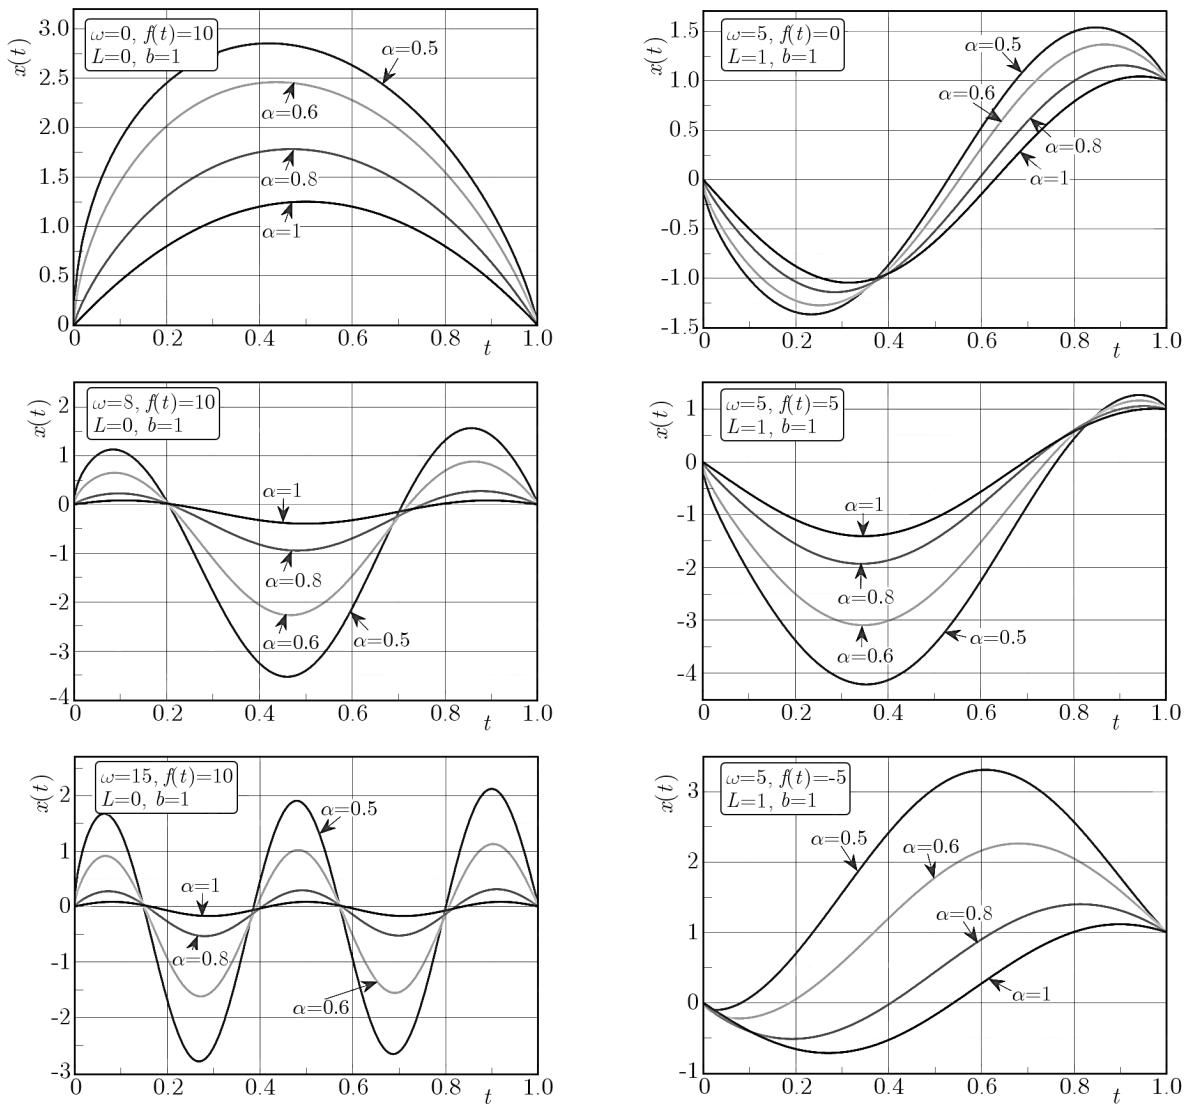 ω=0, f(t)=10
L=0, b=1
x(t)
3.0
2.5
2.0
1.5
1.0
0.5
0
α=0.5
α=0.6
α=0.8
α=1
0 0.2 0.4 0.6 0.8 1.0
t
ω=5, f(t)=0
L=1, b=1
x(t)
1.5
1.0
0.5
0
-0.5
-1.0
-1.5
α=0.5
α=0.6
α=0.8
α=1
0 0.2 0.4 0.6 0.8 1.0
t
ω=8, f(t)=10
L=0, b=1
x(t)
2
1
0
-1
-2
-3
-4
α=1
α=0.8
α=0.6
α=0.5
0 0.2 0.4 0.6 0.8 1.0
t
ω=5, f(t)=5
L=1, b=1
x(t)
1
0
-1
-2
-3
-4
α=1
α=0.8
α=0.6
α=0.5
0 0.2 0.4 0.6 0.8 1.0
t
ω=15, f(t)=10
L=0, b=1
x(t)
2
1
0
-1
-2
-3
α=0.5
α=1
α=0.8
α=0.6
0 0.2 0.4 0.6 0.8 1.0
t
ω=5, f(t)=-5
L=1, b=1
x(t)
3
2
1
0
-1
α=0.5
α=0.6
α=0.8
α=1
0 0.2 0.4 0.6 0.8 1.0
t